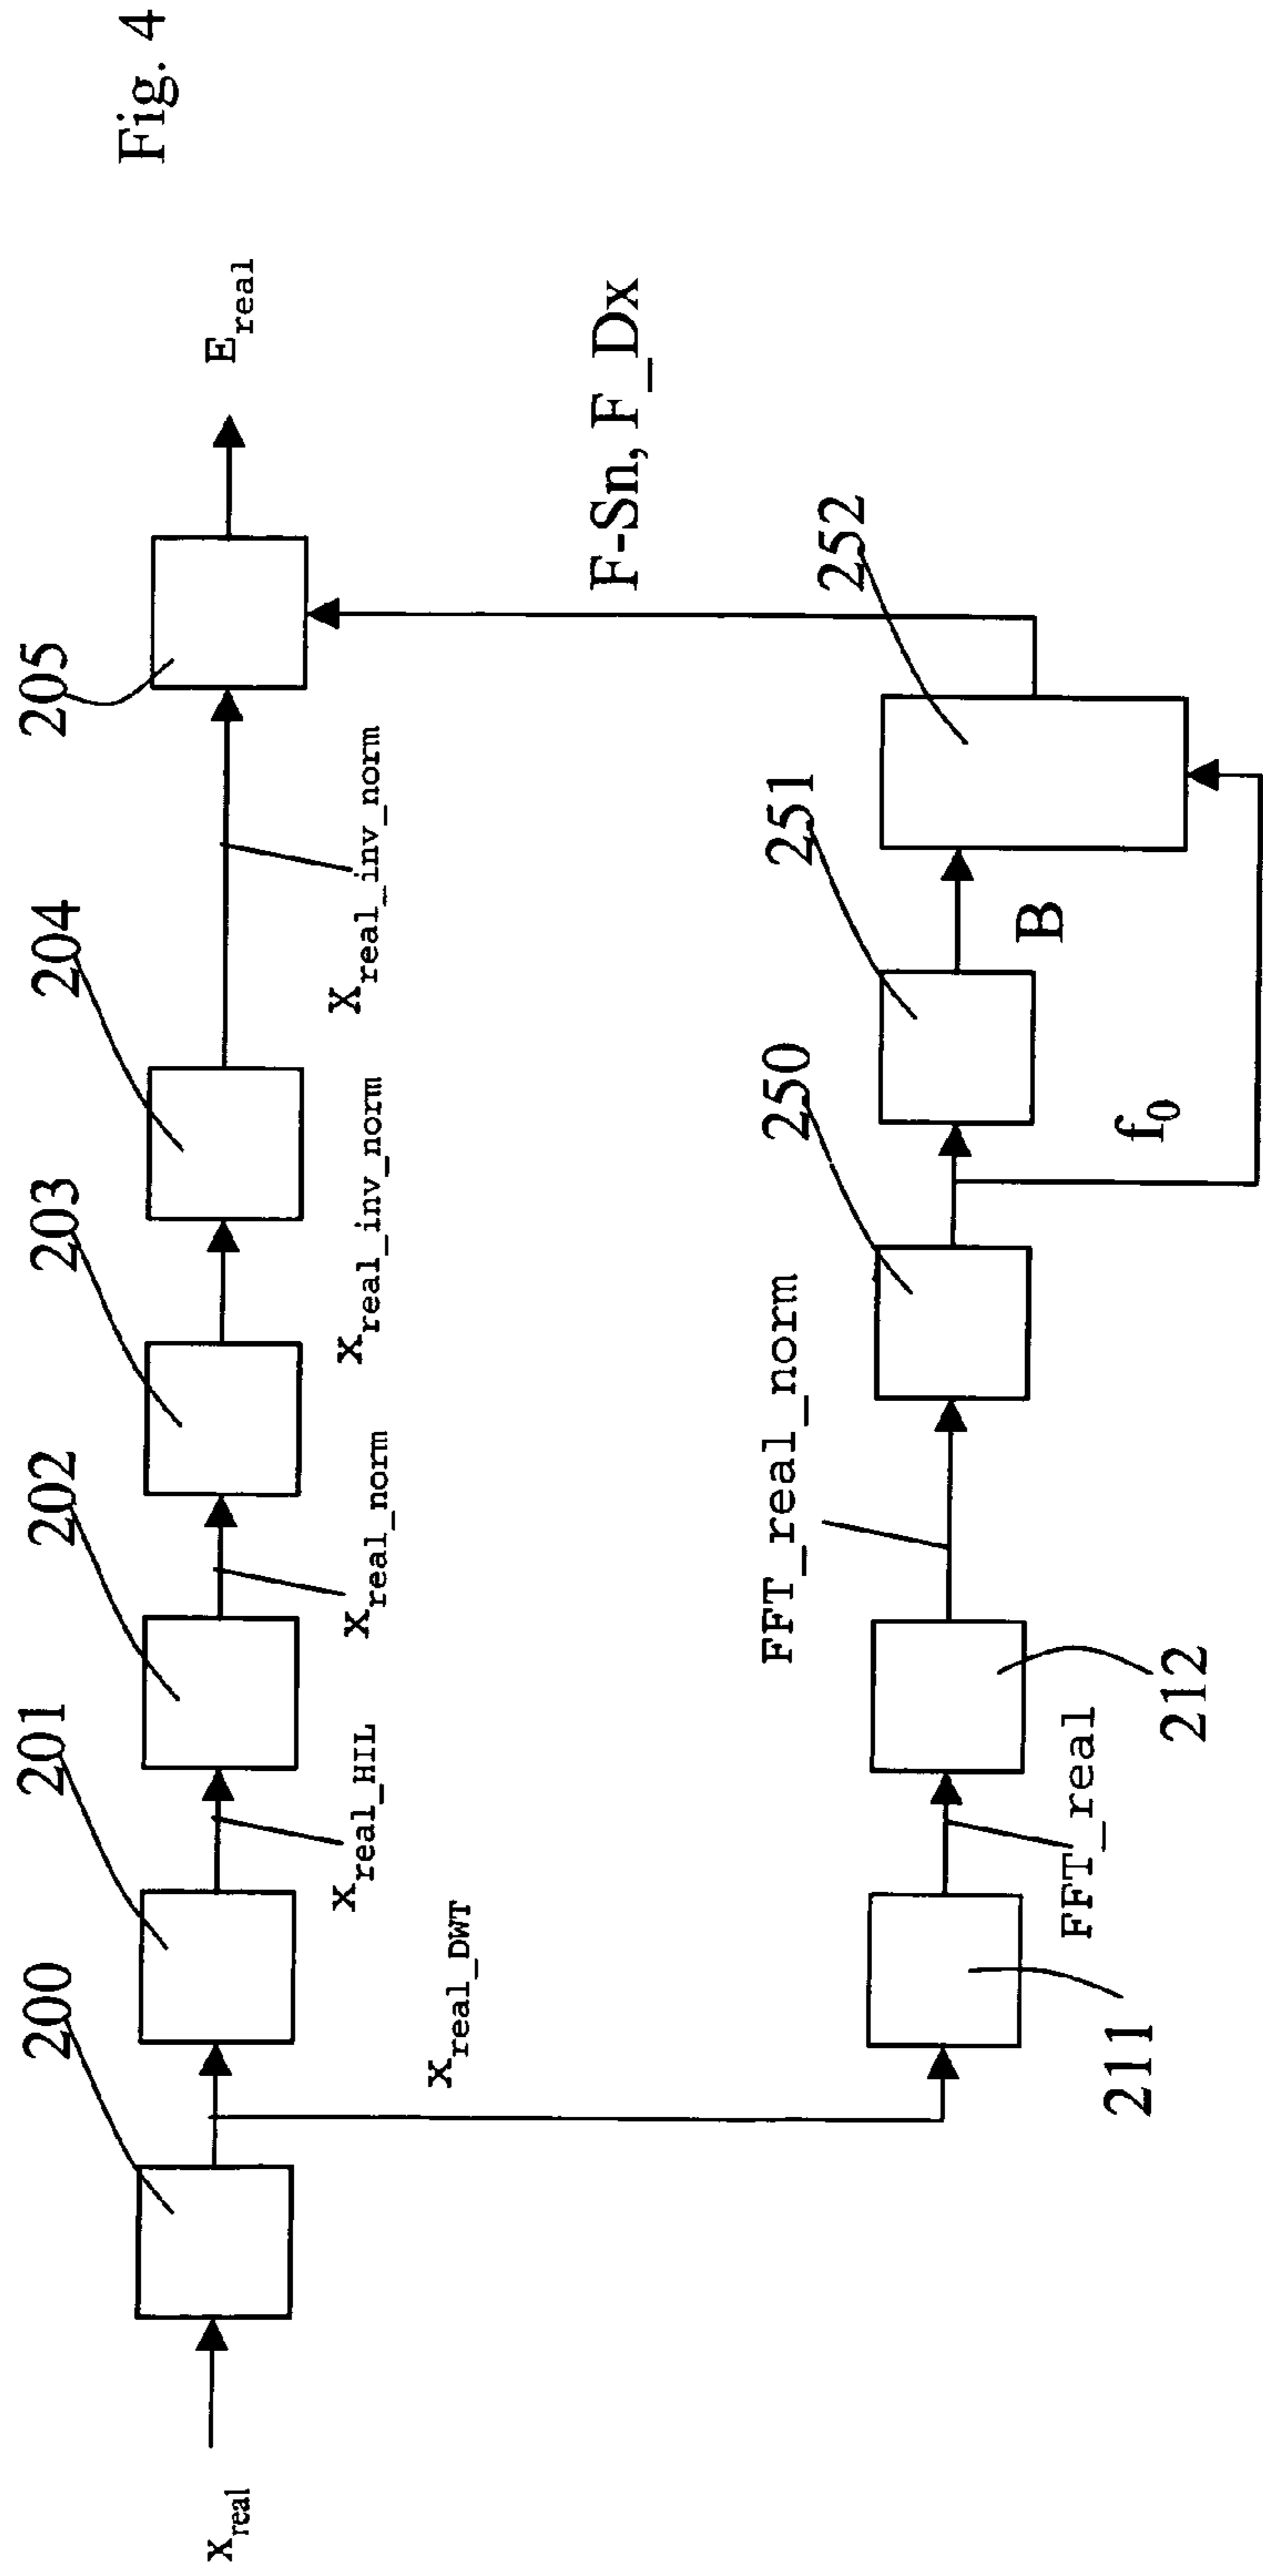 Fig. 4
200
201
202
203
204
205
x_real
x_real_HIL
x_real_norm
x_real_inv_norm
X_real_inv_norm
E_real
x_real_DWT
F-Sn, F_Dx
211
FFT_real
212
FFT_real_norm
250
f_0
251
B
252